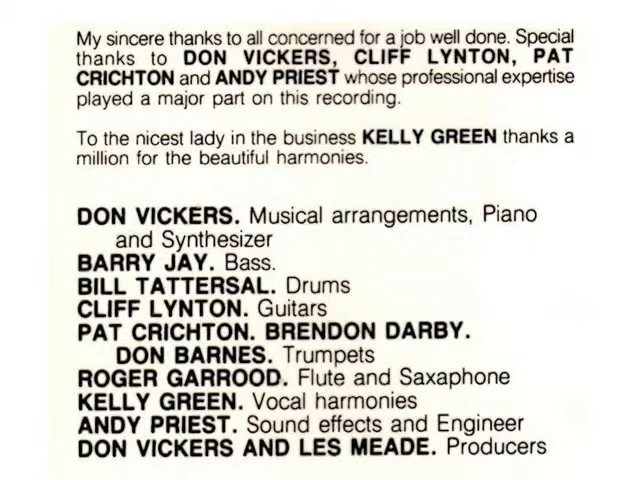 My sincere thanks to all concerned for a job well done. Special
thanks to DON VICKERS, CLIFF LYNTON, PAT
CRICHTON and ANDY PRIEST whose professional expertise
played a major part on this recording.
To the nicest lady in the business KELLY GREEN thanks a
million for the beautiful harmonies.
DON VICKERS. Musical arrangements, Piano
and Synthesizer
BARRY JAY. Bass.
BILL TATTERSAL. Drums
CLIFF LYNTON. Guitars
PAT CRICHTON. BRENDON DARBY.
DON BARNES. Trumpets
ROGER GARROOD. Flute and Saxaphone
KELLY GREEN. Vocal harmonies
ANDY PRIEST. Sound effects and Engineer
DON VICKERS AND LES MEADE. Producers